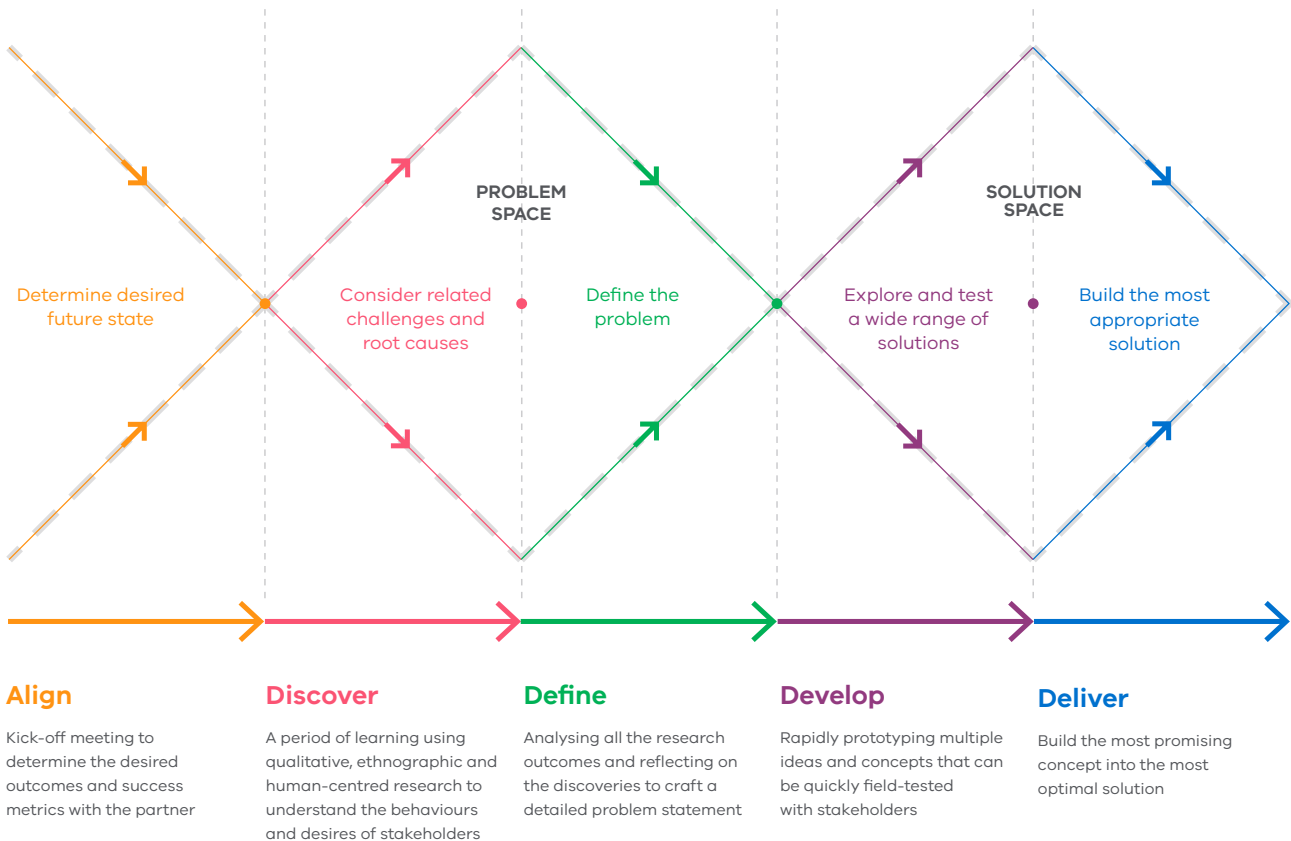 PROBLEM
SPACE
SOLUTION
SPACE
Determine desired
future state
Consider related
challenges and
root causes
Define the
problem
Explore and test
a wide range of
solutions
Build the most
appropriate
solution
Align
Kick-off meeting to
determine the desired
outcomes and success
metrics with the partner
Discover
A period of learning using
qualitative, ethnographic and
human-centred research to
understand the behaviours
and desires of stakeholders
Define
Analysing all the research
outcomes and reflecting on
the discoveries to craft a
detailed problem statement
Develop
Rapidly prototyping multiple
ideas and concepts that can
be quickly field-tested
with stakeholders
Deliver
Build the most promising
concept into the most
optimal solution